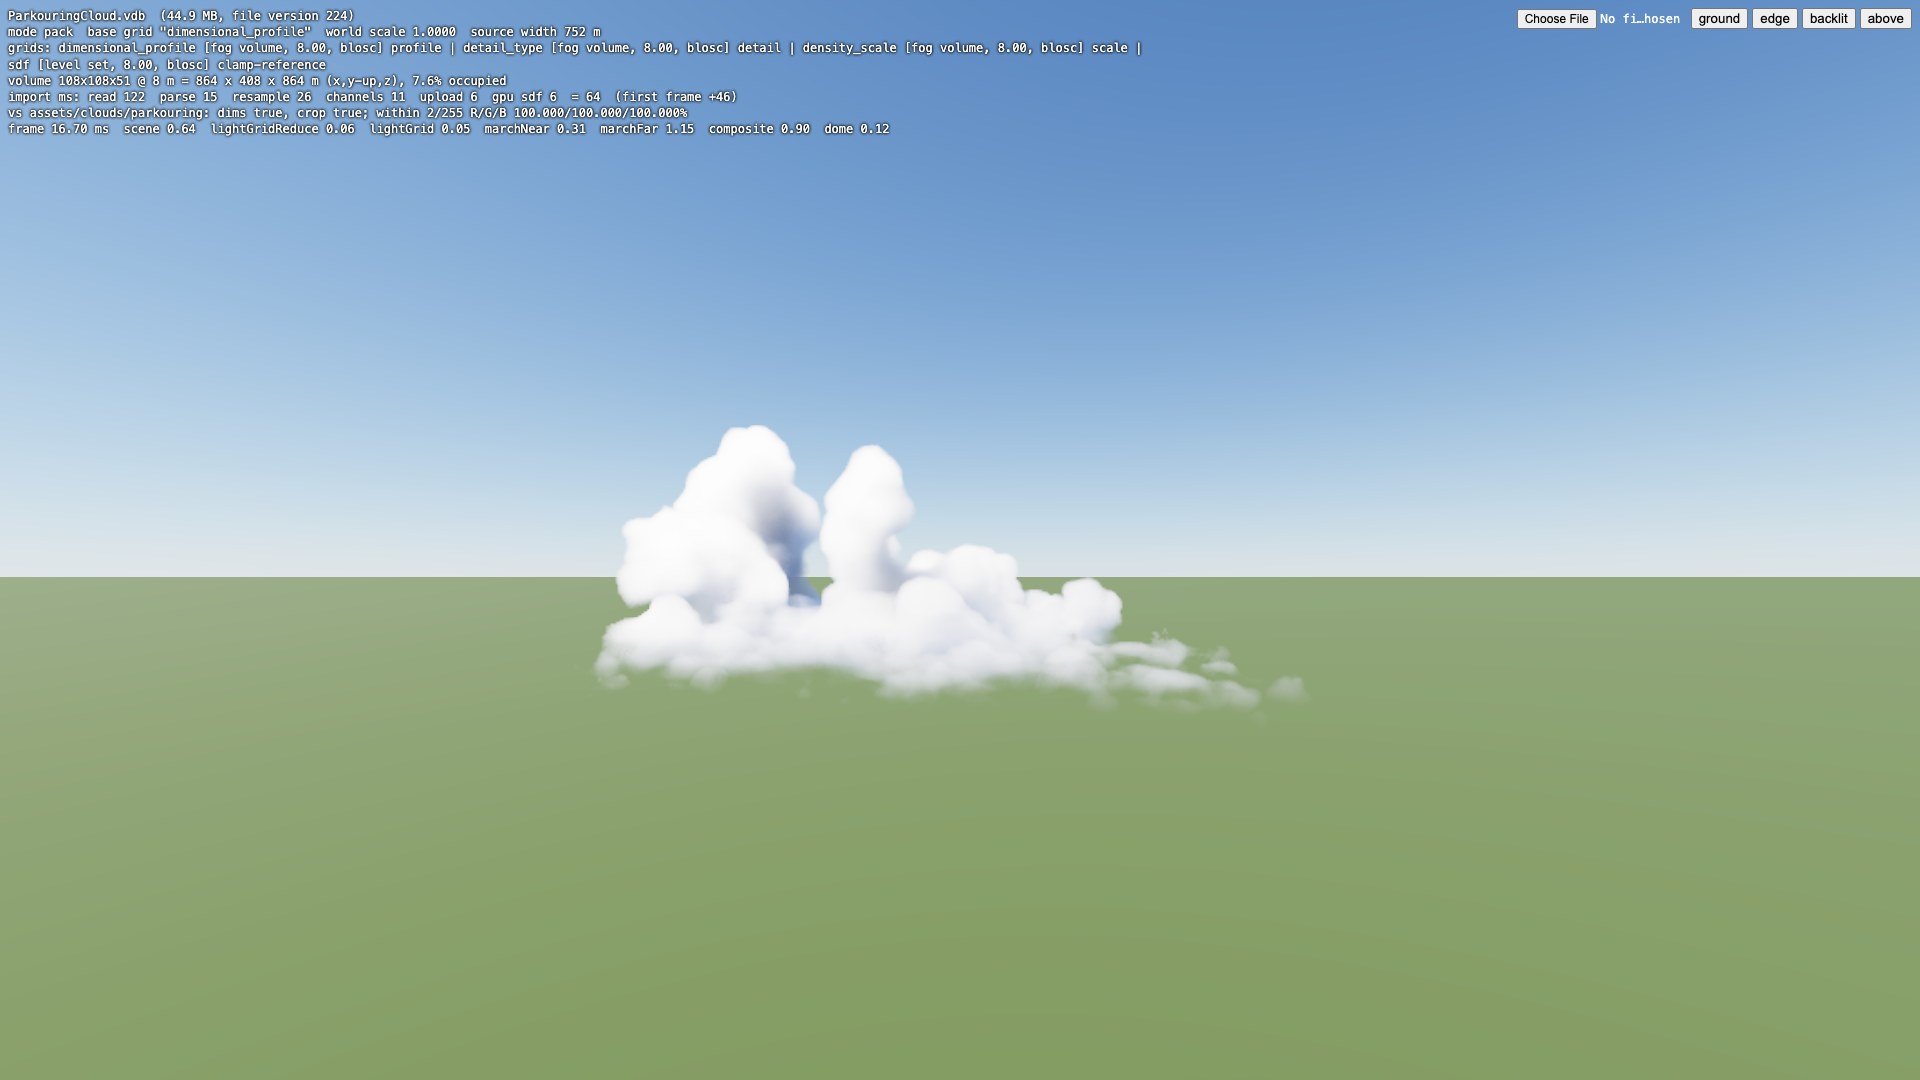 ParkouringCloud.vdb  (44.9 MB, file version 224)
mode pack  base grid "dimensional_profile"  world scale 1.0000  source width 752 m
grids: dimensional_profile [fog volume, 8.00, blosc] profile | detail_type [fog volume, 8.00, blosc] detail | density_scale [fog volume, 8.00, blosc] scale |
sdf [level set, 8.00, blosc] clamp-reference
volume 108x108x51 @ 8 m = 864 x 408 x 864 m (x,y-up,z), 7.6% occupied
import ms: read 122  parse 15  resample 26  channels 11  upload 6  gpu sdf 6  = 64  (first frame +46)
vs assets/clouds/parkouring: dims true, crop true; within 2/255 R/G/B 100.000/100.000/100.000%
frame 16.70 ms  scene 0.64  lightGridReduce 0.06  lightGrid 0.05  marchNear 0.31  marchFar 1.15  composite 0.90  dome 0.12
Choose File No fi…hosen ground edge backlit above